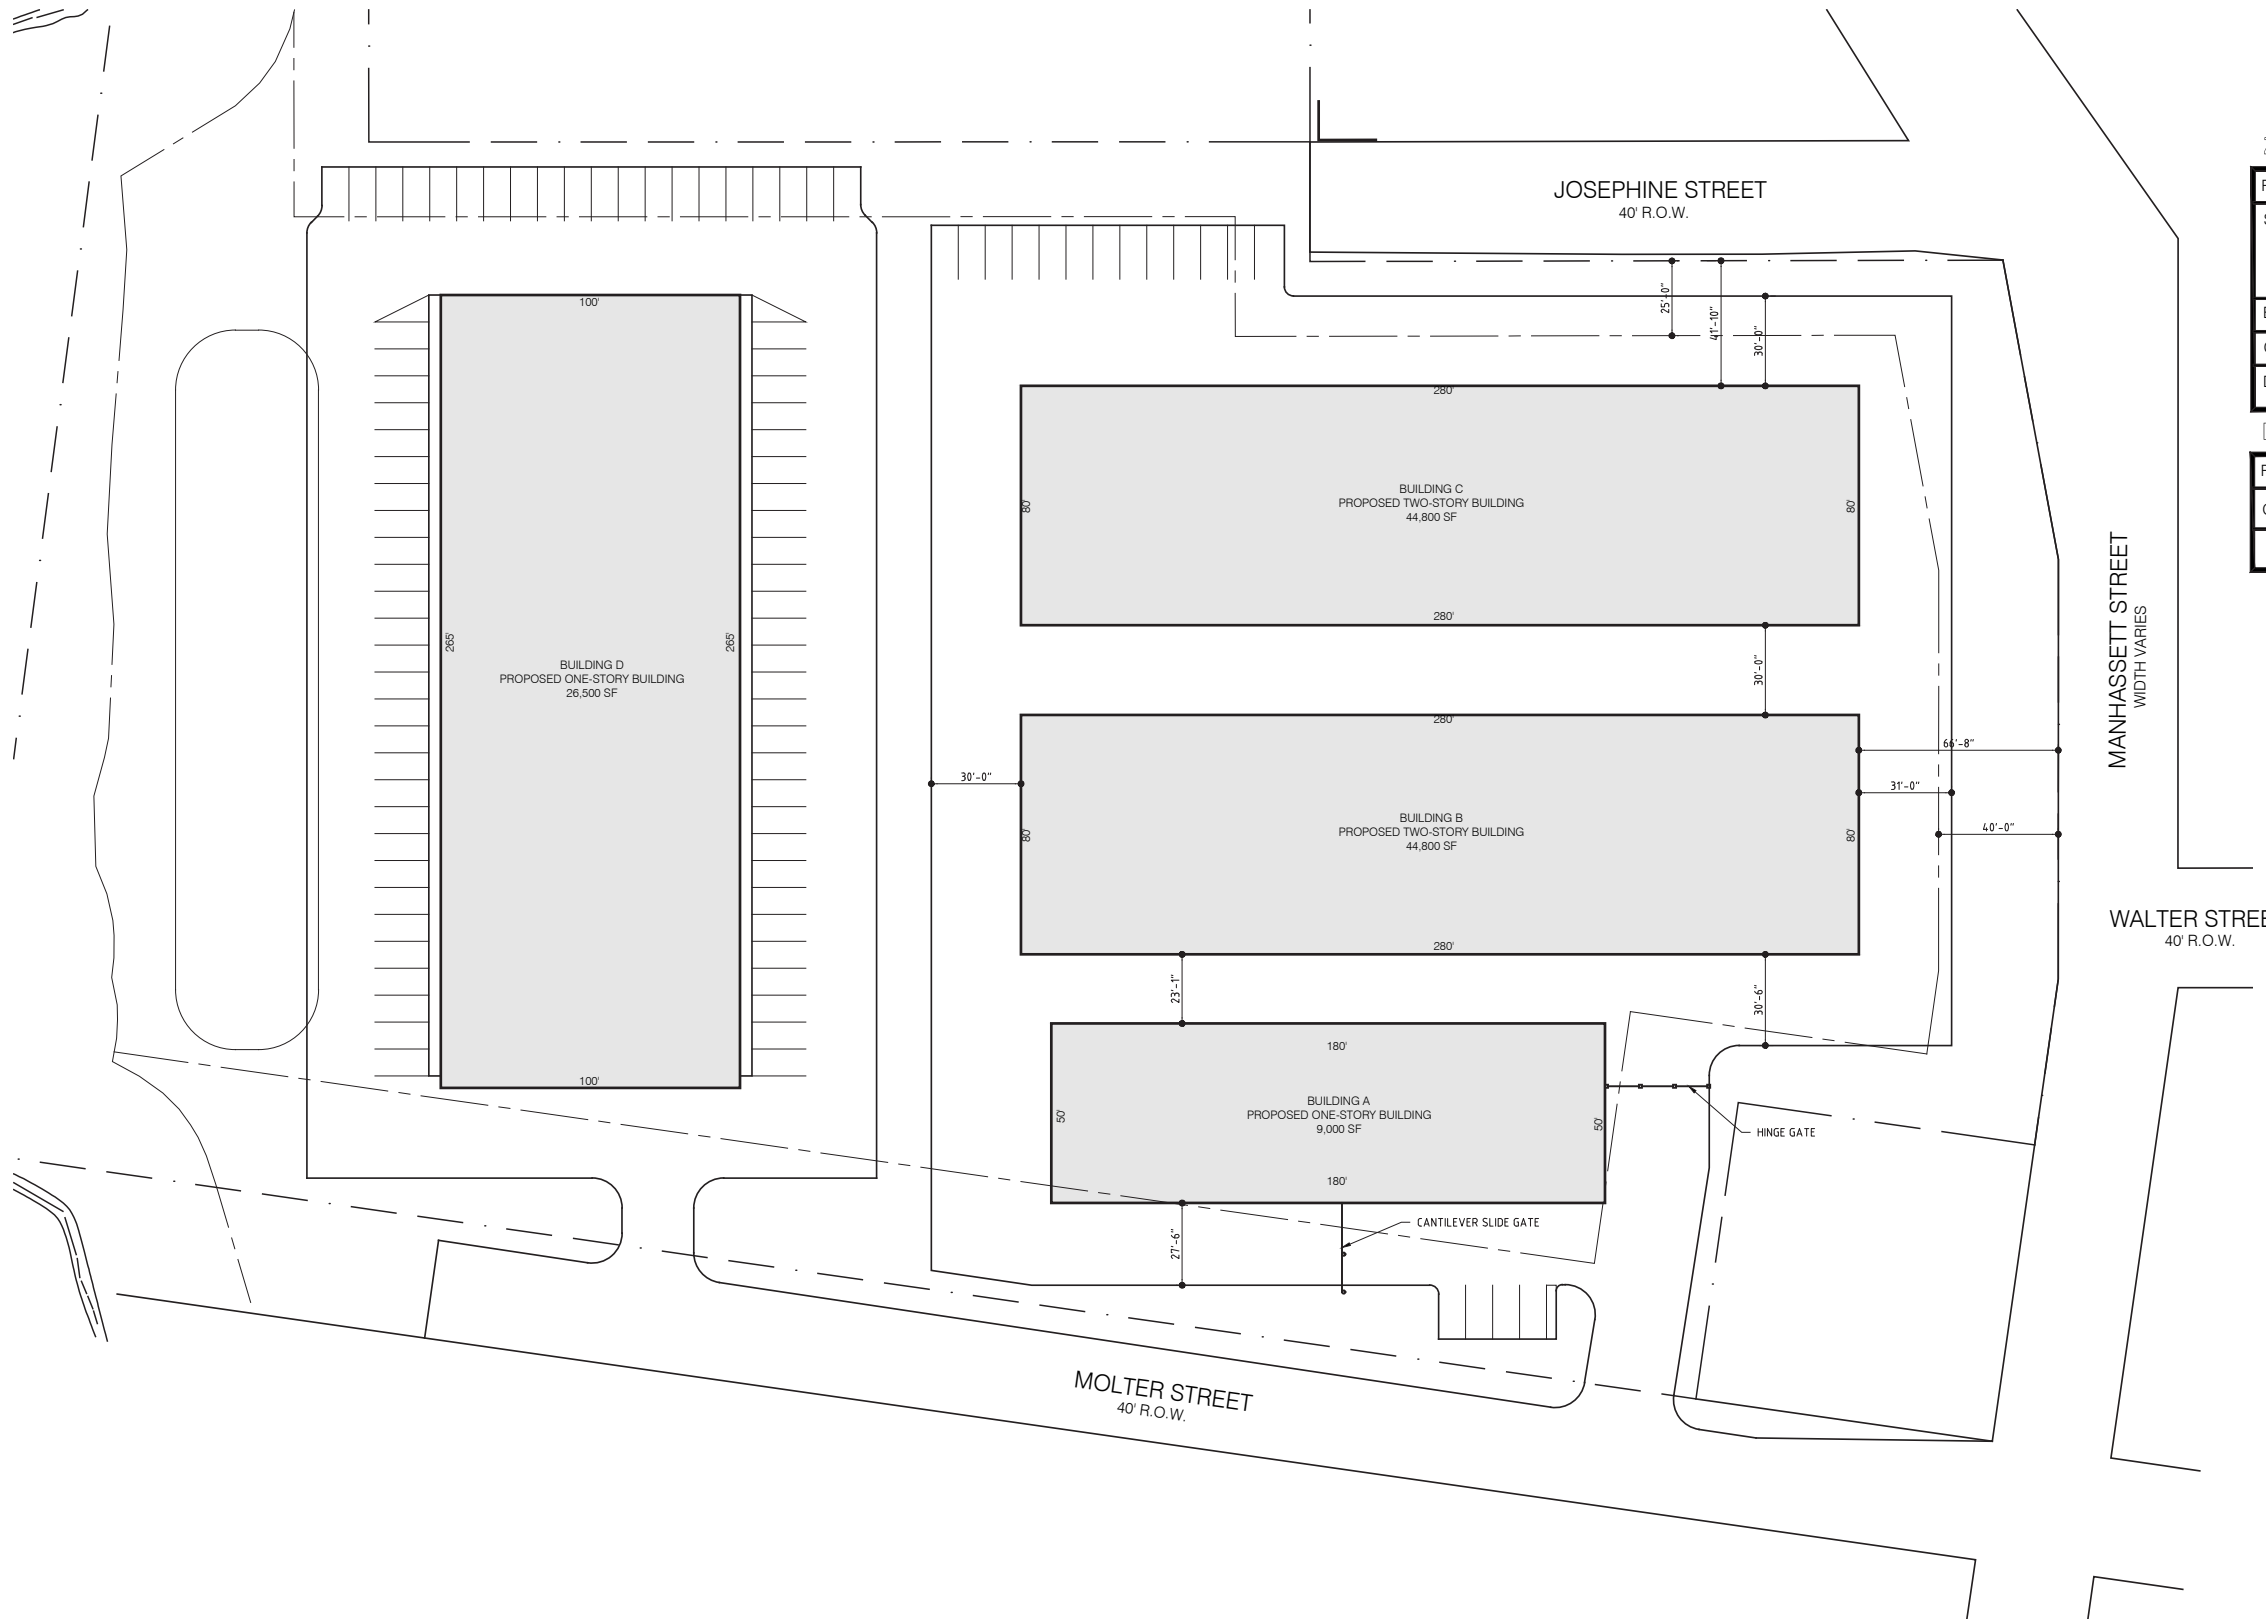 JOSEPHINE STREET
40' R.O.W.
100'
25'-0"
41'-10"
30'-0"
280'
BUILDING C
PROPOSED TWO-STORY BUILDING
44,800 SF
80'
80'
280'
MANHASSETT STREET
WIDTH VARIES
265'
265'
BUILDING D
PROPOSED ONE-STORY BUILDING
26,500 SF
100'
30'-0"
280'
66'-8"
30'-0"
31'-0"
BUILDING B
PROPOSED TWO-STORY BUILDING
44,800 SF
80'
80'
40'-0"
280'
WALTER STREE
40' R.O.W.
23'-1"
30'-6"
180'
BUILDING A
PROPOSED ONE-STORY BUILDING
9,000 SF
50'
50'
180'
HINGE GATE
CANTILEVER SLIDE GATE
27'-6"
MOLTER STREET
40' R.O.W.